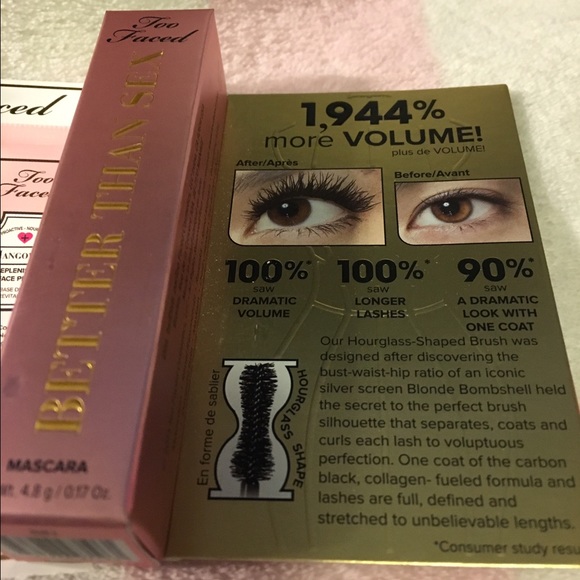 Too
Faced
BETTER THAN SEX
MASCARA
Wt. 4.8 g / 0.17 Oz.
ced
Too
Face
1,944%
more VOLUME!
plus de VOLUME!
After/Après
Before/Avant
100%*
saw
DRAMATIC
VOLUME
100%*
saw
LONGER
LASHES
90%*
saw
A DRAMATIC
LOOK WITH
ONE COAT
En forme de sablier
HOURGLASS SHAPE
Our Hourglass-Shaped Brush was
designed after discovering the
bust-waist-hip ratio of an iconic
silver screen Blonde Bombshell held
the secret to the perfect brush
silhouette that separates, coats and
curls each lash to voluptuous
perfection. One coat of the carbon
black, collagen- fueled formula and
lashes are full, defined and
stretched to unbelievable lengths.
*Consumer study resu